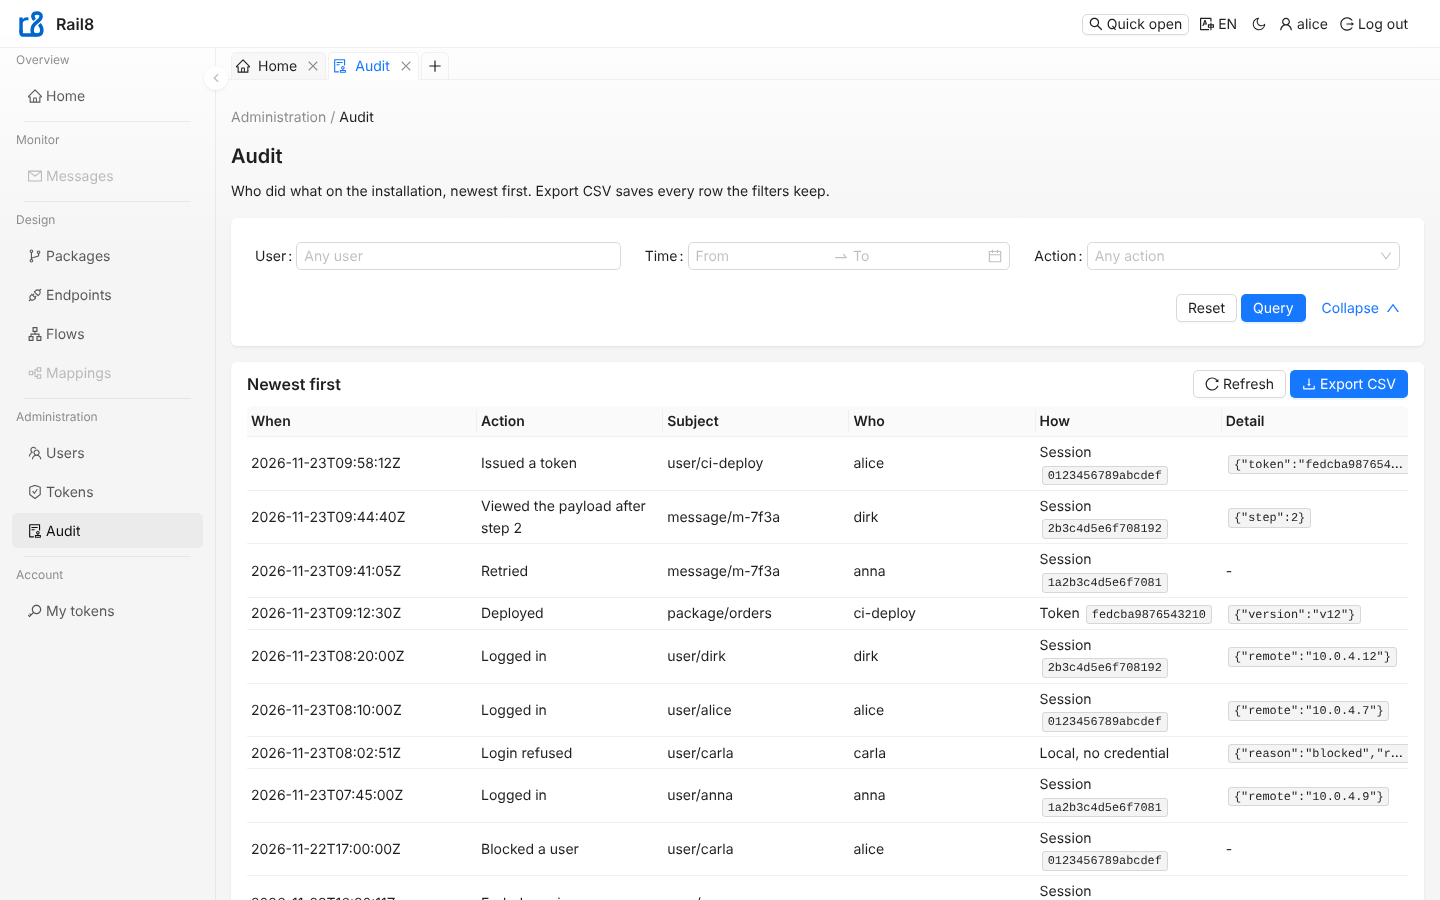 Rail8
Quick open
EN
alice
Log out
Overview
Home
Monitor
Messages
Design
Packages
Endpoints
Flows
Mappings
Administration
Users
Tokens
Audit
Account
My tokens
Home
Audit
Administration / Audit
Audit
Who did what on the installation, newest first. Export CSV saves every row the filters keep.
User: Any user
Time: From → To
Action: Any action
Reset
Query
Collapse
Newest first
Refresh
Export CSV
When Action Subject Who How Detail
2026-11-23T09:58:12Z Issued a token user/ci-deploy alice Session 0123456789abcdef {"token":"fedcba987654...
2026-11-23T09:44:40Z Viewed the payload after step 2 message/m-7f3a dirk Session 2b3c4d5e6f708192 {"step":2}
2026-11-23T09:41:05Z Retried message/m-7f3a anna Session 1a2b3c4d5e6f7081 -
2026-11-23T09:12:30Z Deployed package/orders ci-deploy Token fedcba9876543210 {"version":"v12"}
2026-11-23T08:20:00Z Logged in user/dirk dirk Session 2b3c4d5e6f708192 {"remote":"10.0.4.12"}
2026-11-23T08:10:00Z Logged in user/alice alice Session 0123456789abcdef {"remote":"10.0.4.7"}
2026-11-23T08:02:51Z Login refused user/carla carla Local, no credential {"reason":"blocked","r...
2026-11-23T07:45:00Z Logged in user/anna anna Session 1a2b3c4d5e6f7081 {"remote":"10.0.4.9"}
2026-11-22T17:00:00Z Blocked a user user/carla alice Session 0123456789abcdef -
Session